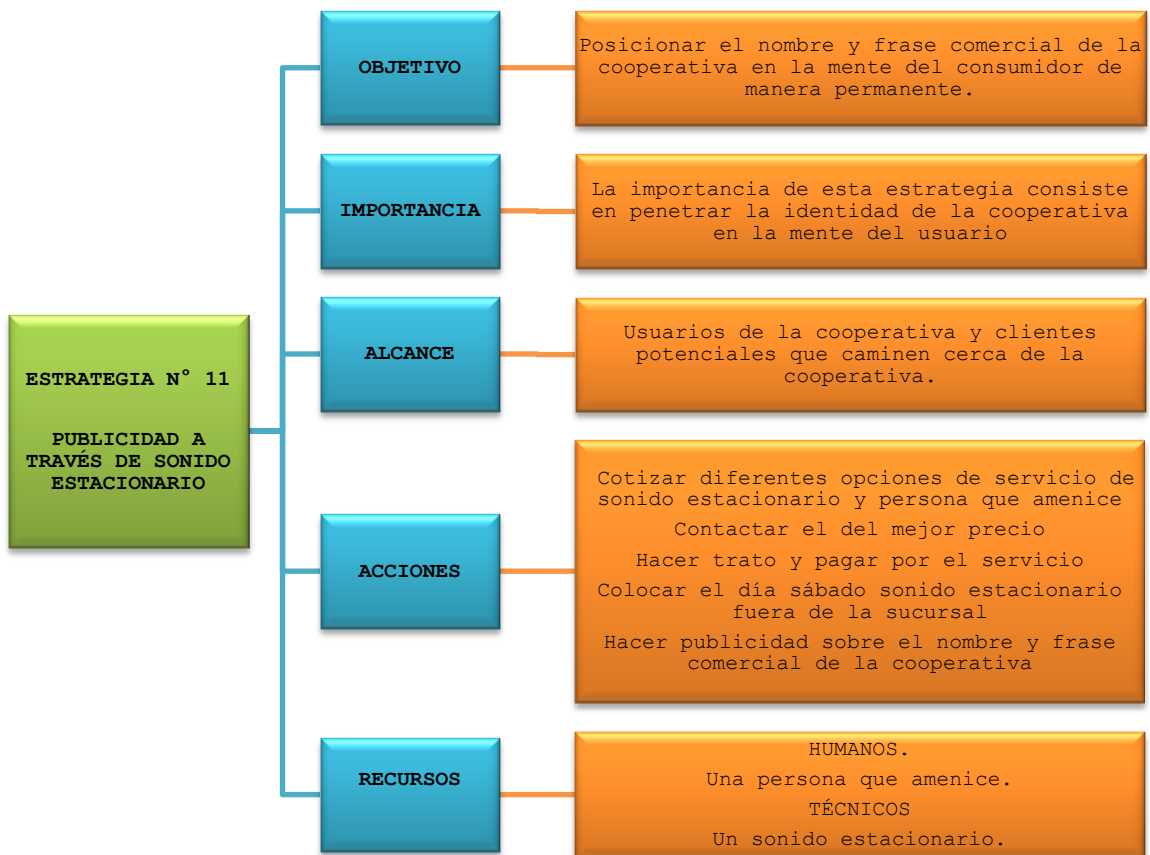 ESTRATEGIA N° 11
PUBLICIDAD A
TRAVÉS DE SONIDO
ESTACIONARIO
OBJETIVO
Posicionar el nombre y frase comercial de la
cooperativa en la mente del consumidor de
manera permanente.
IMPORTANCIA
La importancia de esta estrategia consiste
en penetrar la identidad de la cooperativa
en la mente del usuario
ALCANCE
Usuarios de la cooperativa y clientes
potenciales que caminen cerca de la
cooperativa.
ACCIONES
Cotizar diferentes opciones de servicio de
sonido estacionario y persona que amenice
Contactar el del mejor precio
Hacer trato y pagar por el servicio
Colocar el día sábado sonido estacionario
fuera de la sucursal
Hacer publicidad sobre el nombre y frase
comercial de la cooperativa
RECURSOS
HUMANOS.
Una persona que amenice.
TÉCNICOS
Un sonido estacionario.